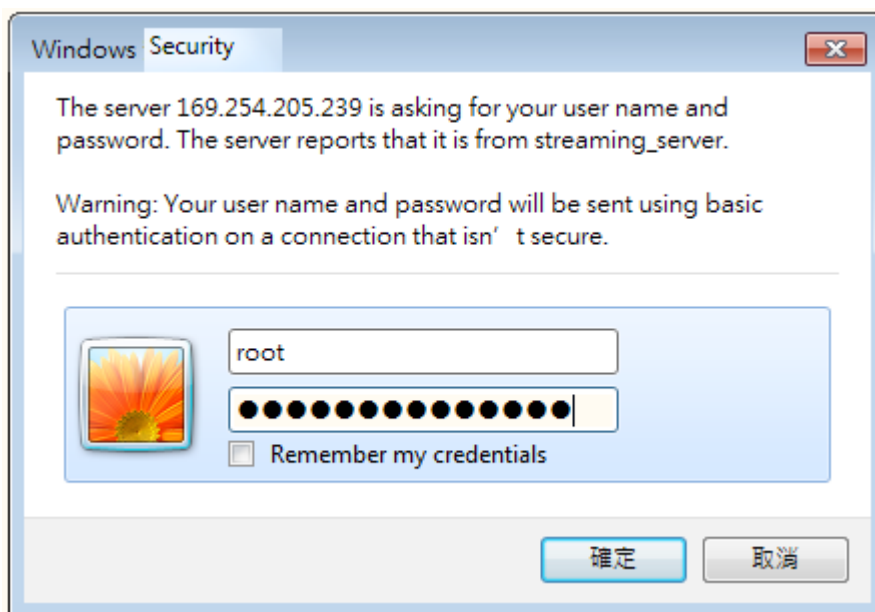 Windows Security
The server 169.254.205.239 is asking for your user name and
password. The server reports that it is from streaming_server.
Warning: Your user name and password will be sent using basic
authentication on a connection that isn’ t secure.
root
●●●●●●●●●●●●●●
Remember my credentials
確定 取消